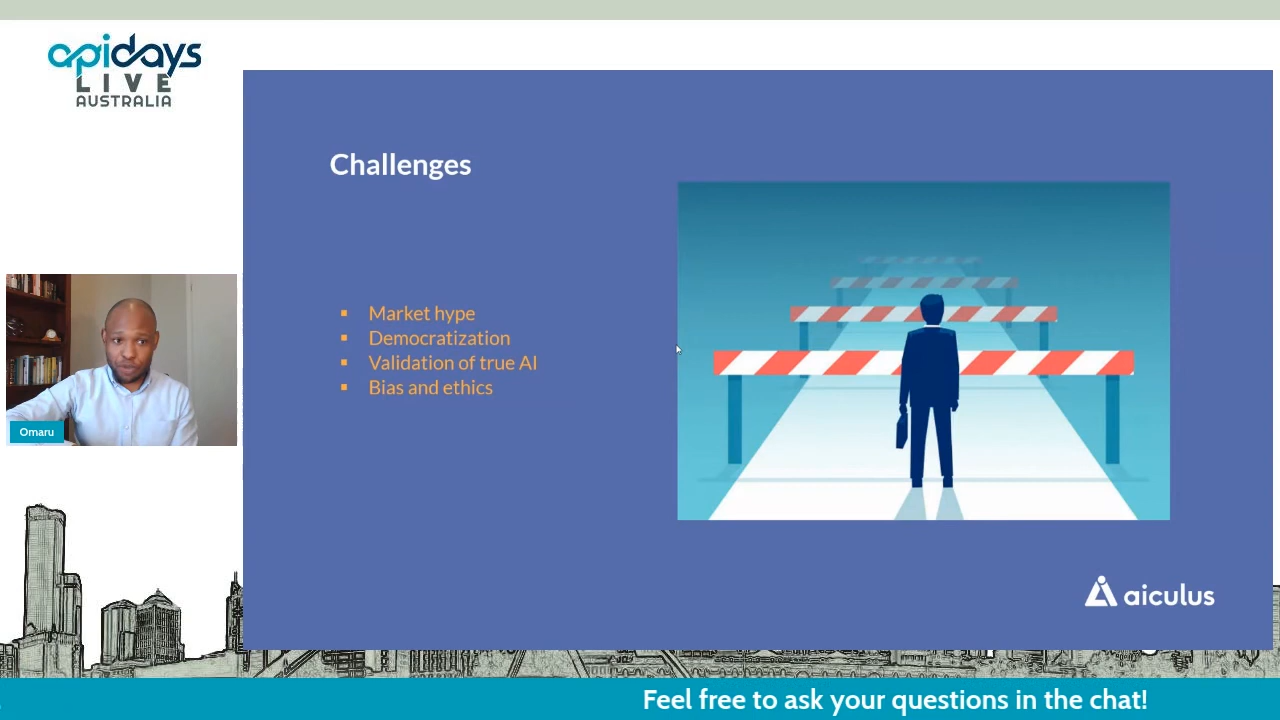 apidays
LIVE
AUSTRALIA
Challenges
Market hype
Democratization
Validation of true AI
Bias and ethics
Omaru
aiculus
Feel free to ask your questions in the chat!